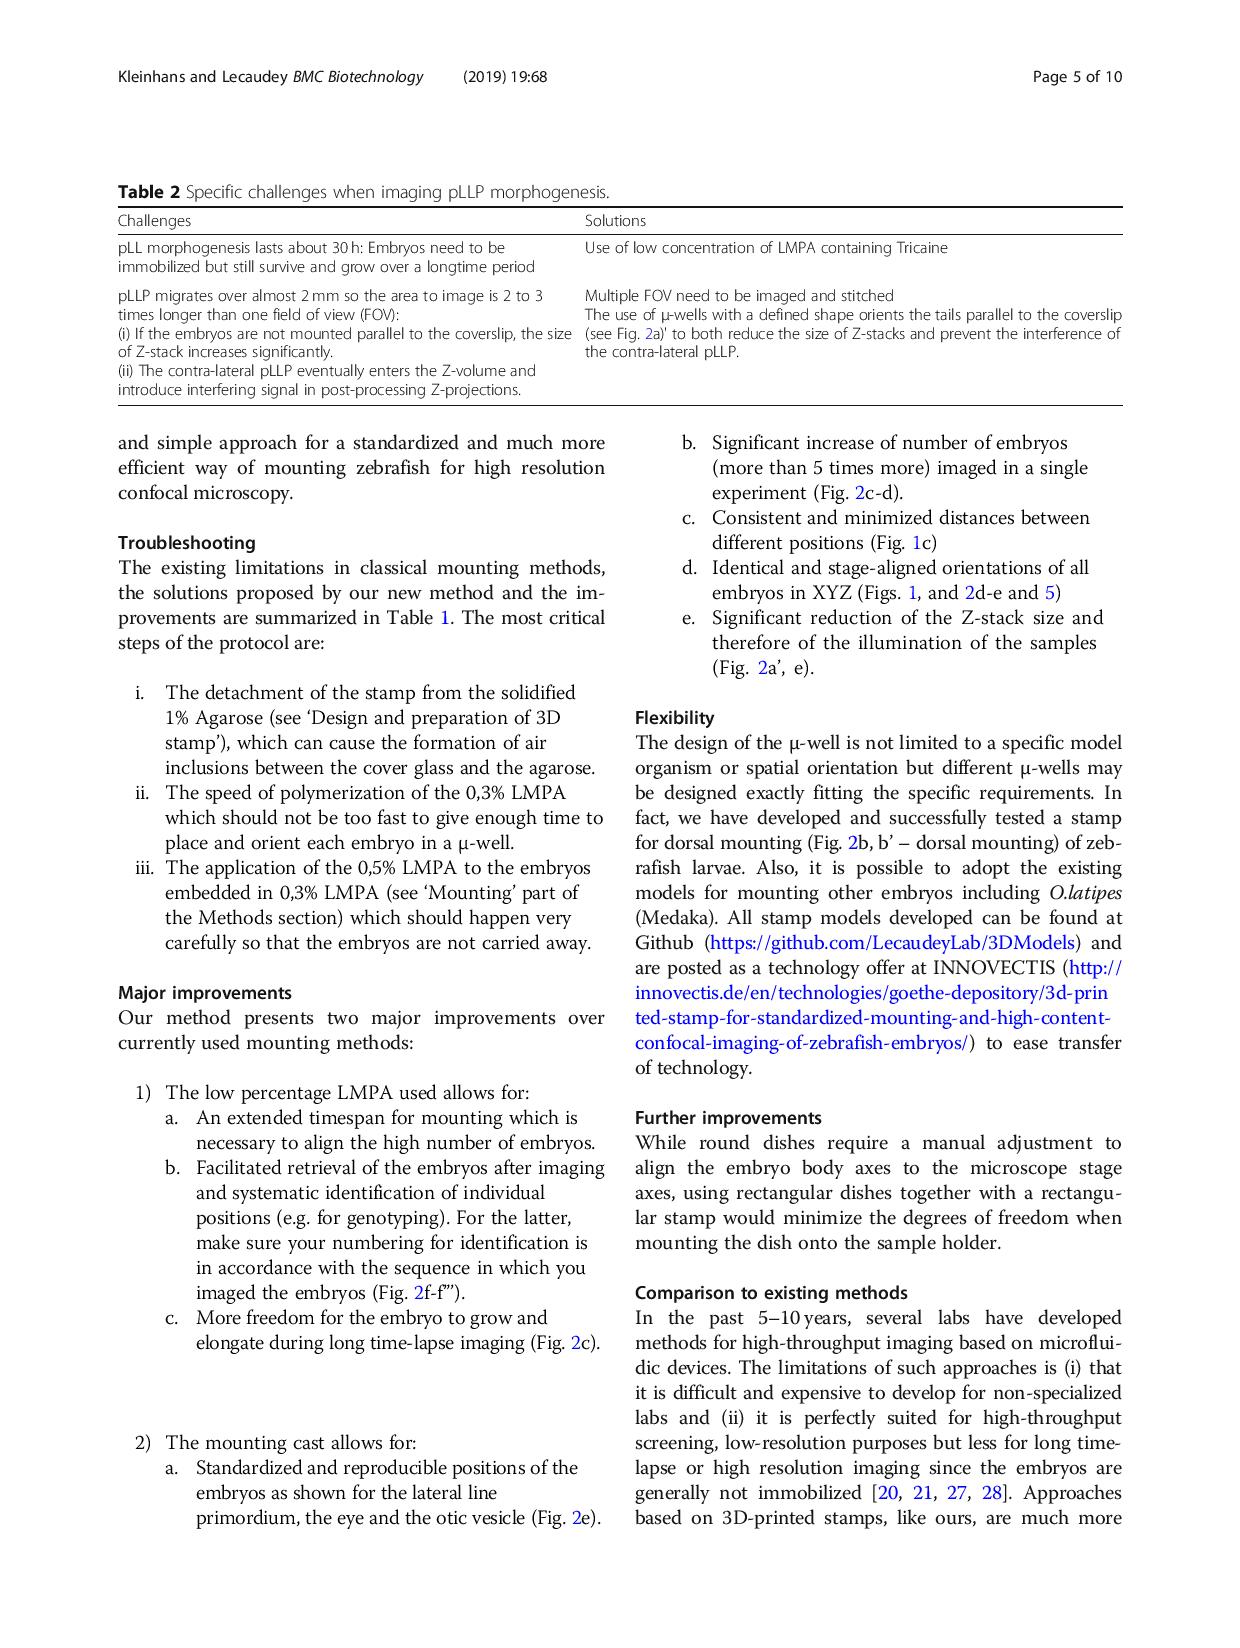 Kleinhans and Lecaudey BMC Biotechnology (2019) 19:68 Page 5 of 10
Table 2 Specific challenges when imaging pLLP morphogenesis.
Challenges Solutions
pLL morphogenesis lasts about 30 h: Embryos need to be
immobilized but still survive and grow over a longtime period
Use of low concentration of LMPA containing Tricaine
pLLP migrates over almost 2 mm so the area to image is 2 to 3
times longer than one field of view (FOV):
(i) If the embryos are not mounted parallel to the coverslip, the size
of Z-stack increases significantly.
(ii) The contra-lateral pLLP eventually enters the Z-volume and
introduce interfering signal in post-processing Z-projections.
Multiple FOV need to be imaged and stitched
The use of μ-wells with a defined shape orients the tails parallel to the coverslip
(see Fig. 2a)' to both reduce the size of Z-stacks and prevent the interference of
the contra-lateral pLLP.
and simple approach for a standardized and much more
efficient way of mounting zebrafish for high resolution
confocal microscopy.
Troubleshooting
The existing limitations in classical mounting methods,
the solutions proposed by our new method and the im-
provements are summarized in Table 1. The most critical
steps of the protocol are:
i. The detachment of the stamp from the solidified
1% Agarose (see ‘Design and preparation of 3D
stamp’), which can cause the formation of air
inclusions between the cover glass and the agarose.
ii. The speed of polymerization of the 0,3% LMPA
which should not be too fast to give enough time to
place and orient each embryo in a μ-well.
iii. The application of the 0,5% LMPA to the embryos
embedded in 0,3% LMPA (see ‘Mounting’ part of
the Methods section) which should happen very
carefully so that the embryos are not carried away.
Major improvements
Our method presents two major improvements over
currently used mounting methods:
1) The low percentage LMPA used allows for:
a. An extended timespan for mounting which is
necessary to align the high number of embryos.
b. Facilitated retrieval of the embryos after imaging
and systematic identification of individual
positions (e.g. for genotyping). For the latter,
make sure your numbering for identification is
in accordance with the sequence in which you
imaged the embryos (Fig. 2f-f”’).
c. More freedom for the embryo to grow and
elongate during long time-lapse imaging (Fig. 2c).
2) The mounting cast allows for:
a. Standardized and reproducible positions of the
embryos as shown for the lateral line
primordium, the eye and the otic vesicle (Fig. 2e).
b. Significant increase of number of embryos
(more than 5 times more) imaged in a single
experiment (Fig. 2c-d).
c. Consistent and minimized distances between
different positions (Fig. 1c)
d. Identical and stage-aligned orientations of all
embryos in XYZ (Figs. 1, and 2d-e and 5)
e. Significant reduction of the Z-stack size and
therefore of the illumination of the samples
(Fig. 2a’, e).
Flexibility
The design of the μ-well is not limited to a specific model
organism or spatial orientation but different μ-wells may
be designed exactly fitting the specific requirements. In
fact, we have developed and successfully tested a stamp
for dorsal mounting (Fig. 2b, b’ – dorsal mounting) of zeb-
rafish larvae. Also, it is possible to adopt the existing
models for mounting other embryos including O.latipes
(Medaka). All stamp models developed can be found at
Github (https://github.com/LecaudeyLab/3DModels) and
are posted as a technology offer at INNOVECTIS (http://
innovectis.de/en/technologies/goethe-depository/3d-prin
ted-stamp-for-standardized-mounting-and-high-content-
confocal-imaging-of-zebrafish-embryos/) to ease transfer
of technology.
Further improvements
While round dishes require a manual adjustment to
align the embryo body axes to the microscope stage
axes, using rectangular dishes together with a rectangu-
lar stamp would minimize the degrees of freedom when
mounting the dish onto the sample holder.
Comparison to existing methods
In the past 5–10 years, several labs have developed
methods for high-throughput imaging based on microflui-
dic devices. The limitations of such approaches is (i) that
it is difficult and expensive to develop for non-specialized
labs and (ii) it is perfectly suited for high-throughput
screening, low-resolution purposes but less for long time-
lapse or high resolution imaging since the embryos are
generally not immobilized [20, 21, 27, 28]. Approaches
based on 3D-printed stamps, like ours, are much more